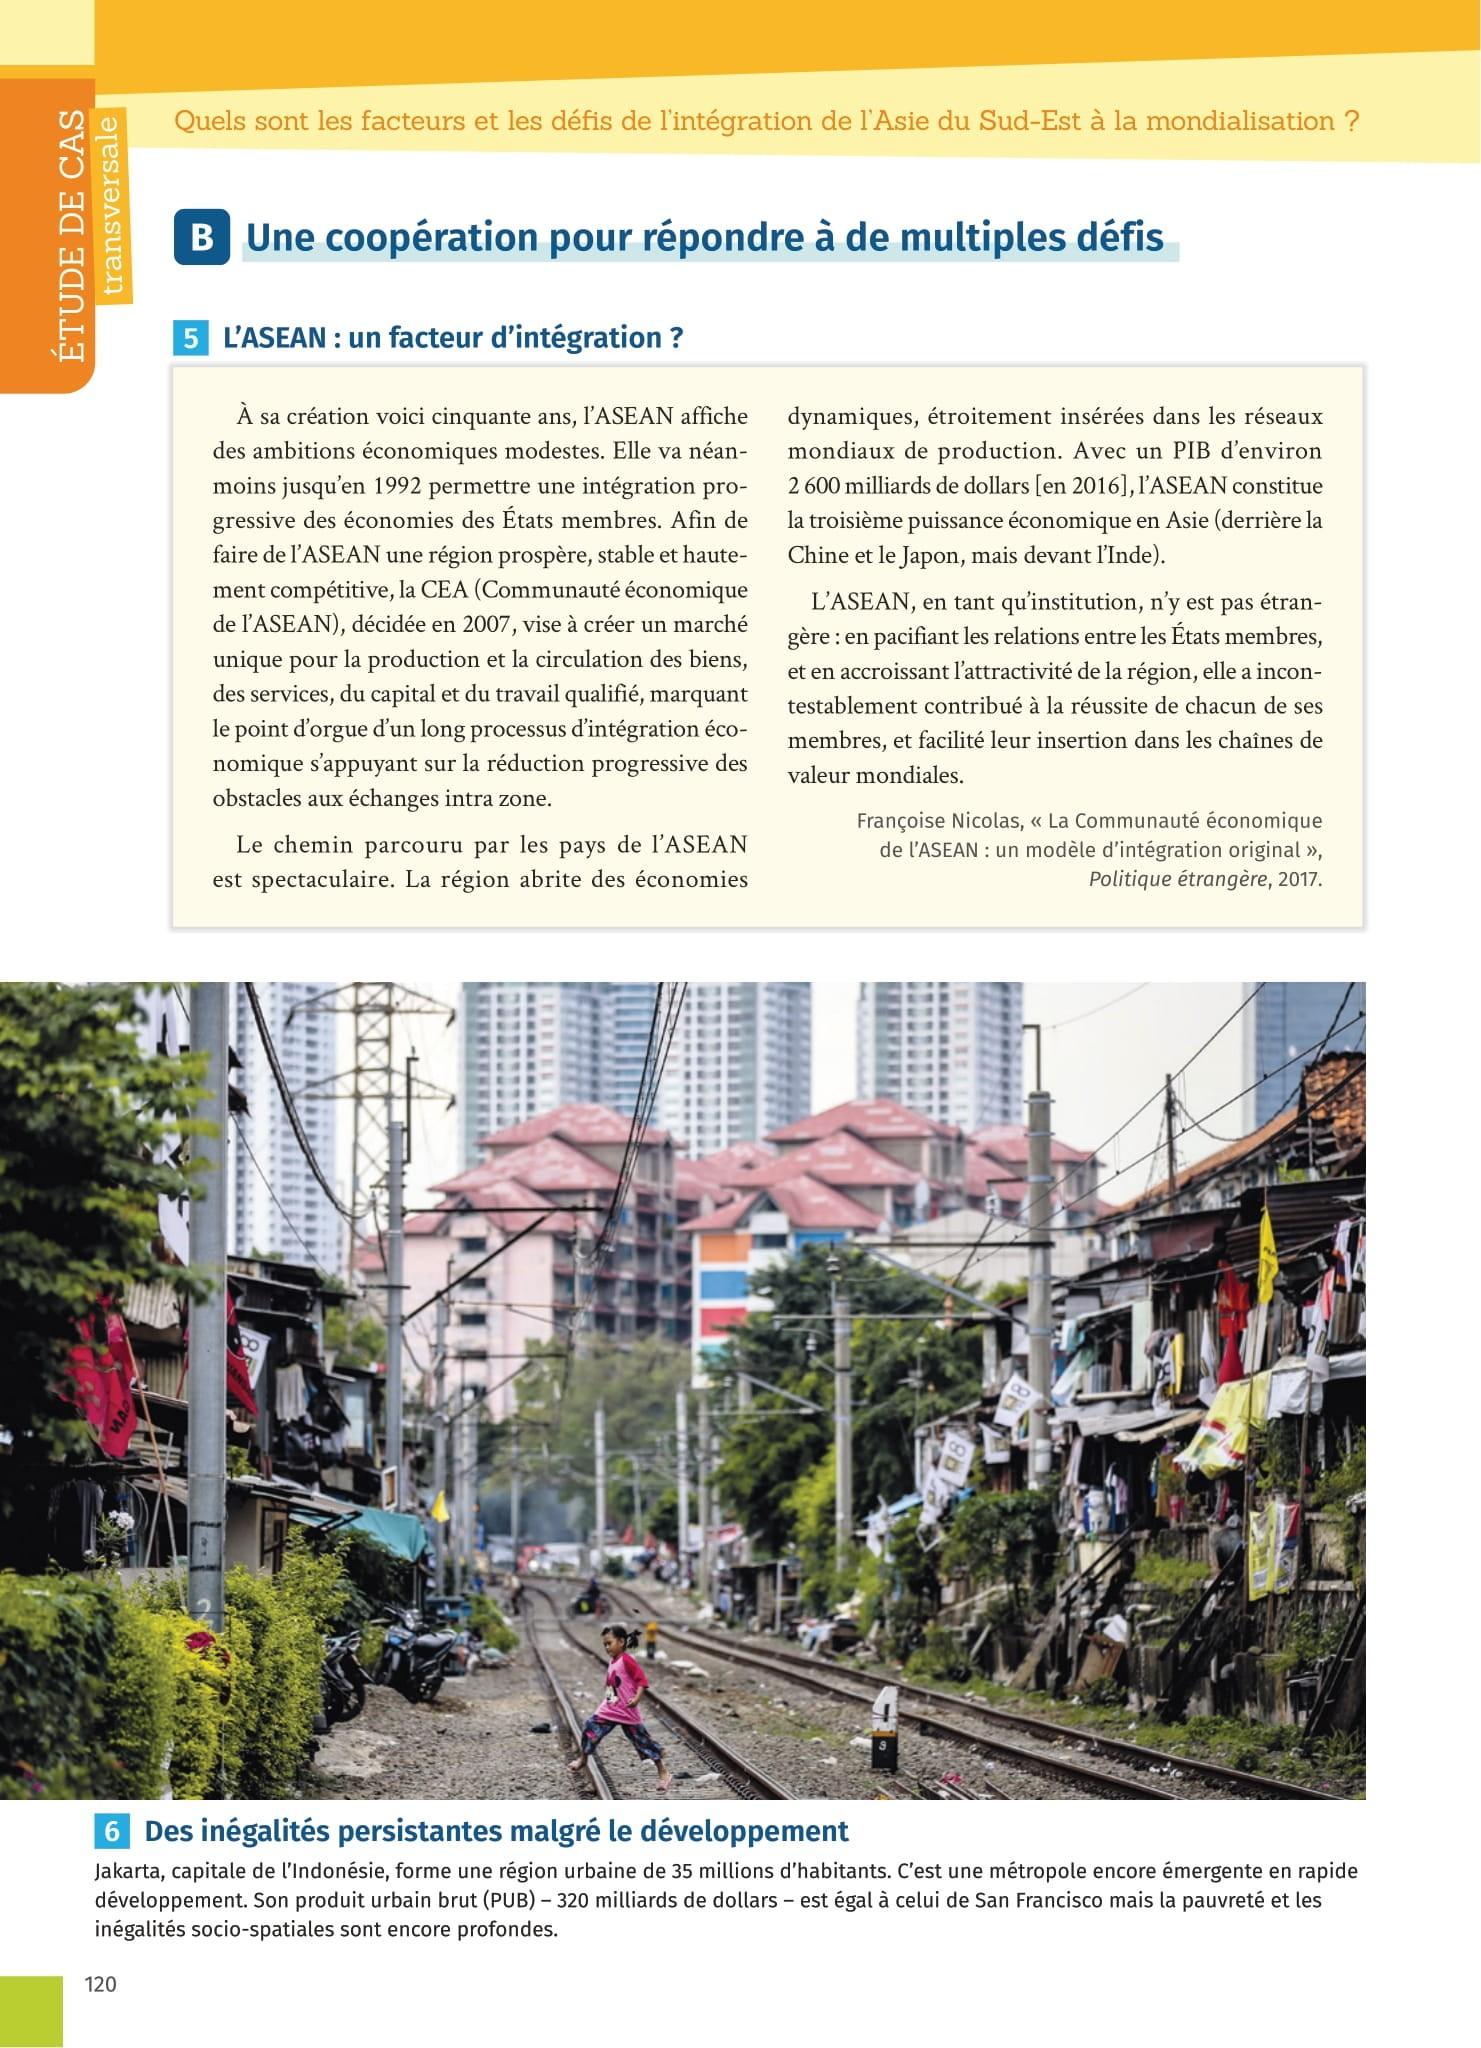 ÉTUDE DE CAS
transversale
Quels sont les facteurs et les défis de l'intégration de l'Asie du Sud-Est à la mondialisation ?
B Une coopération pour répondre à de multiples défis
5 L'ASEAN : un facteur d'intégration ?
À sa création voici cinquante ans, l'ASEAN affiche
des ambitions économiques modestes. Elle va néan-
moins jusqu'en 1992 permettre une intégration pro-
gressive des économies des États membres. Afin de
faire de l'ASEAN une région prospère, stable et haute-
ment compétitive, la CEA (Communauté économique
de l'ASEAN), décidée en 2007, vise à créer un marché
unique pour la production et la circulation des biens,
des services, du capital et du travail qualifié, marquant
le point d'orgue d'un long processus d'intégration éco-
nomique s'appuyant sur la réduction progressive des
obstacles aux échanges intra zone.
Le chemin parcouru par les pays de l'ASEAN
est spectaculaire. La région abrite des économies
dynamiques, étroitement insérées dans les réseaux
mondiaux de production. Avec un PIB d'environ
2 600 milliards de dollars [en 2016], l'ASEAN constitue
la troisième puissance économique en Asie (derrière la
Chine et le Japon, mais devant l'Inde).
L'ASEAN, en tant qu'institution, n'y est pas étran-
gère : en pacifiant les relations entre les États membres,
et en accroissant l'attractivité de la région, elle a incon-
testablement contribué à la réussite de chacun de ses
membres, et facilité leur insertion dans les chaînes de
valeur mondiales.
Françoise Nicolas, « La Communauté économique
de l'ASEAN : un modèle d'intégration original »,
Politique étrangère, 2017.
6 Des inégalités persistantes malgré le développement
Jakarta, capitale de l'Indonésie, forme une région urbaine de 35 millions d'habitants. C'est une métropole encore émergente en rapide
développement. Son produit urbain brut (PUB) – 320 milliards de dollars – est égal à celui de San Francisco mais la pauvreté et les
inégalités socio-spatiales sont encore profondes.
120